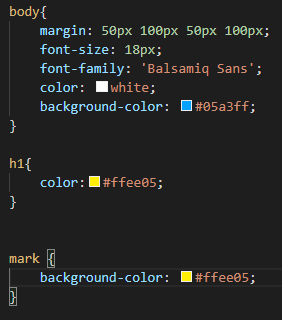 body{
margin: 50px 100px 50px 100px;
font-size: 18px;
font-family: 'Balsamiq Sans';
color: white;
background-color: #05a3ff;
}
h1{
color: #ffee05;
}
mark {
background-color: #ffee05;
}